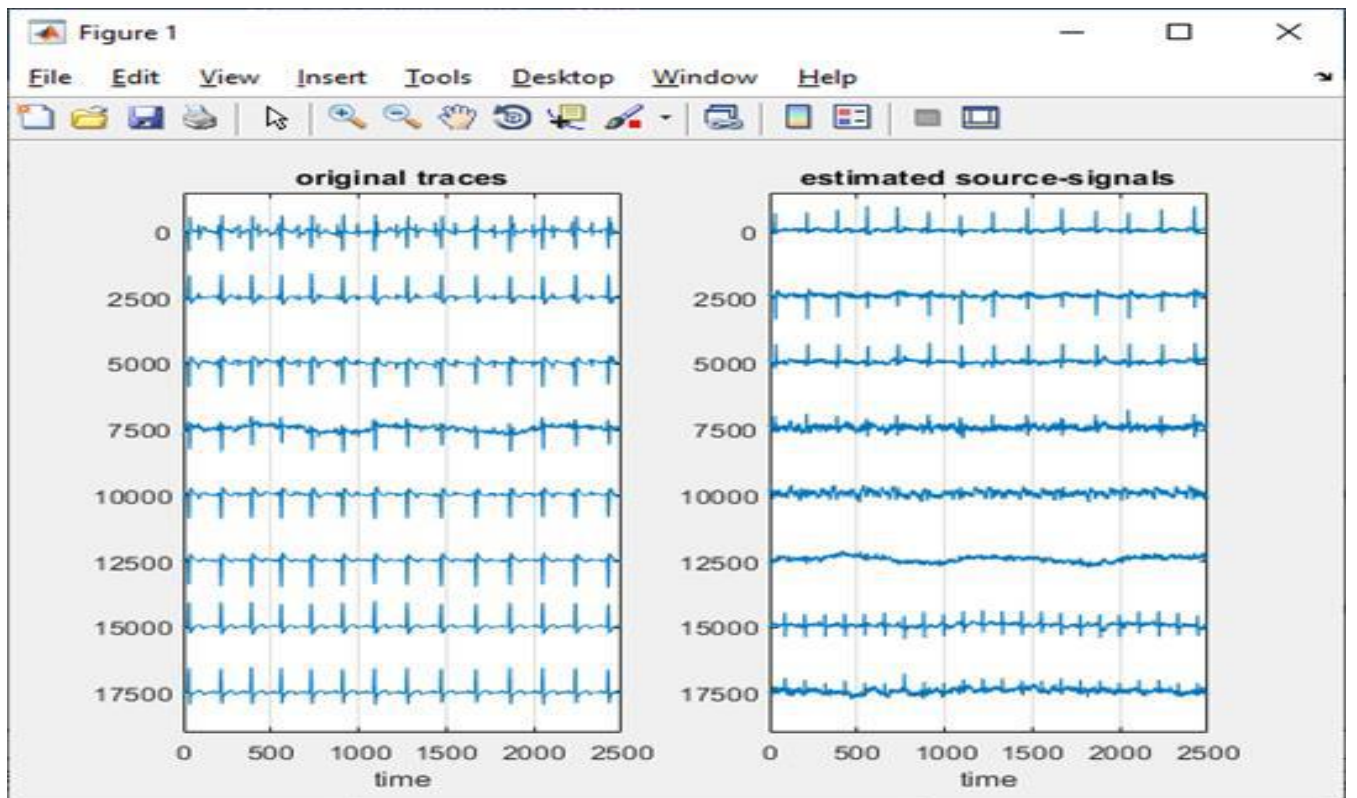 Figure 1
File Edit View Insert Tools Desktop Window Help
original traces
0
2500
5000
7500
10000
12500
15000
17500
0 500 1000 1500 2000 2500
time
estimated source-signals
0
2500
5000
7500
10000
12500
15000
17500
0 500 1000 1500 2000 2500
time